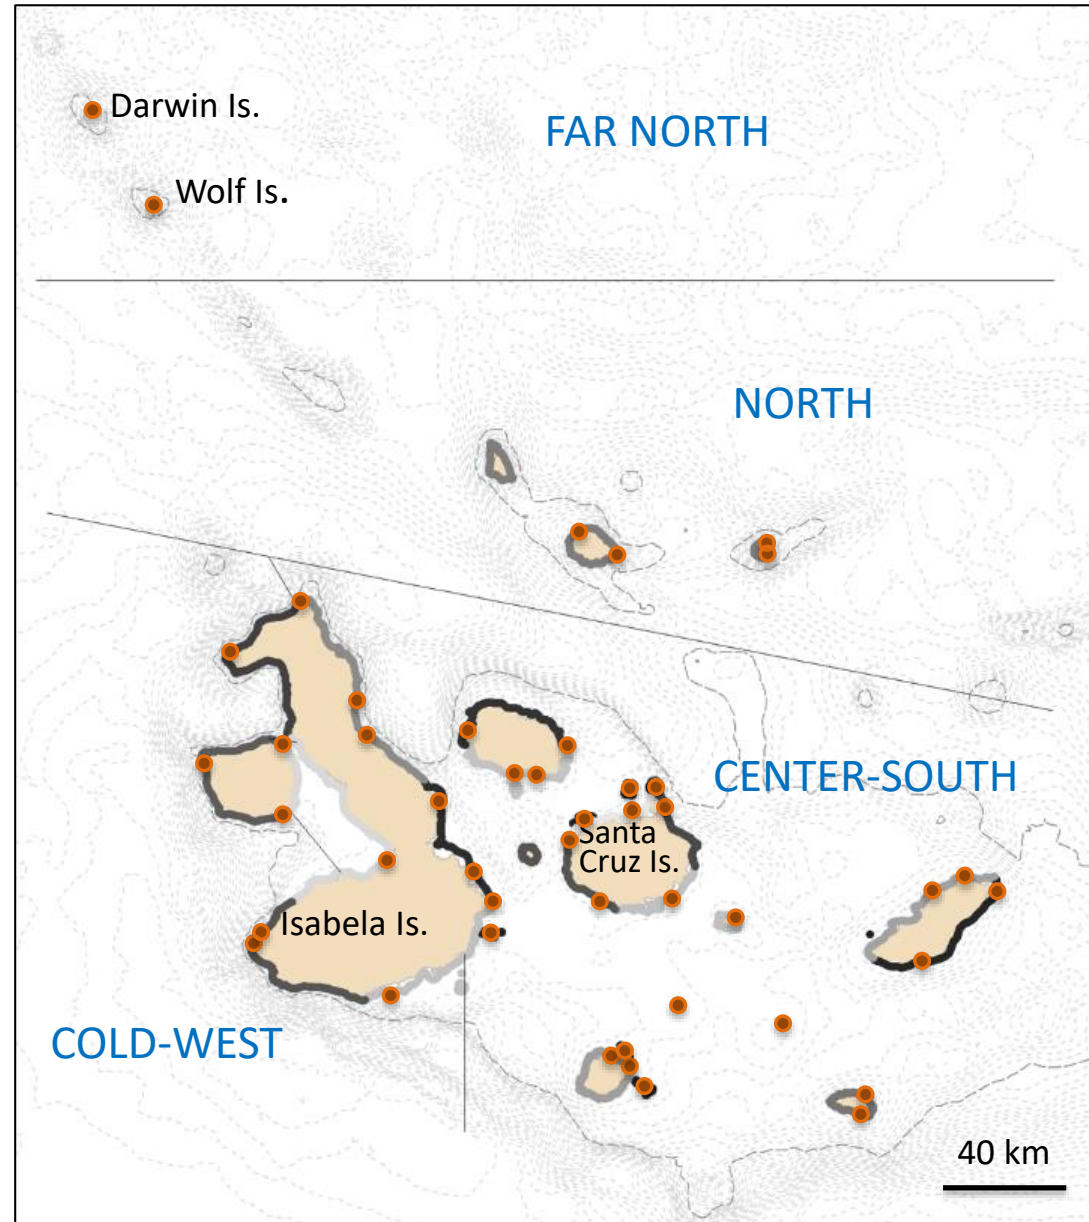 Darwin Is.
FAR NORTH
Wolf Is.
NORTH
CENTER-SOUTH
Santa
Cruz Is.
Isabela Is.
COLD-WEST
40 km